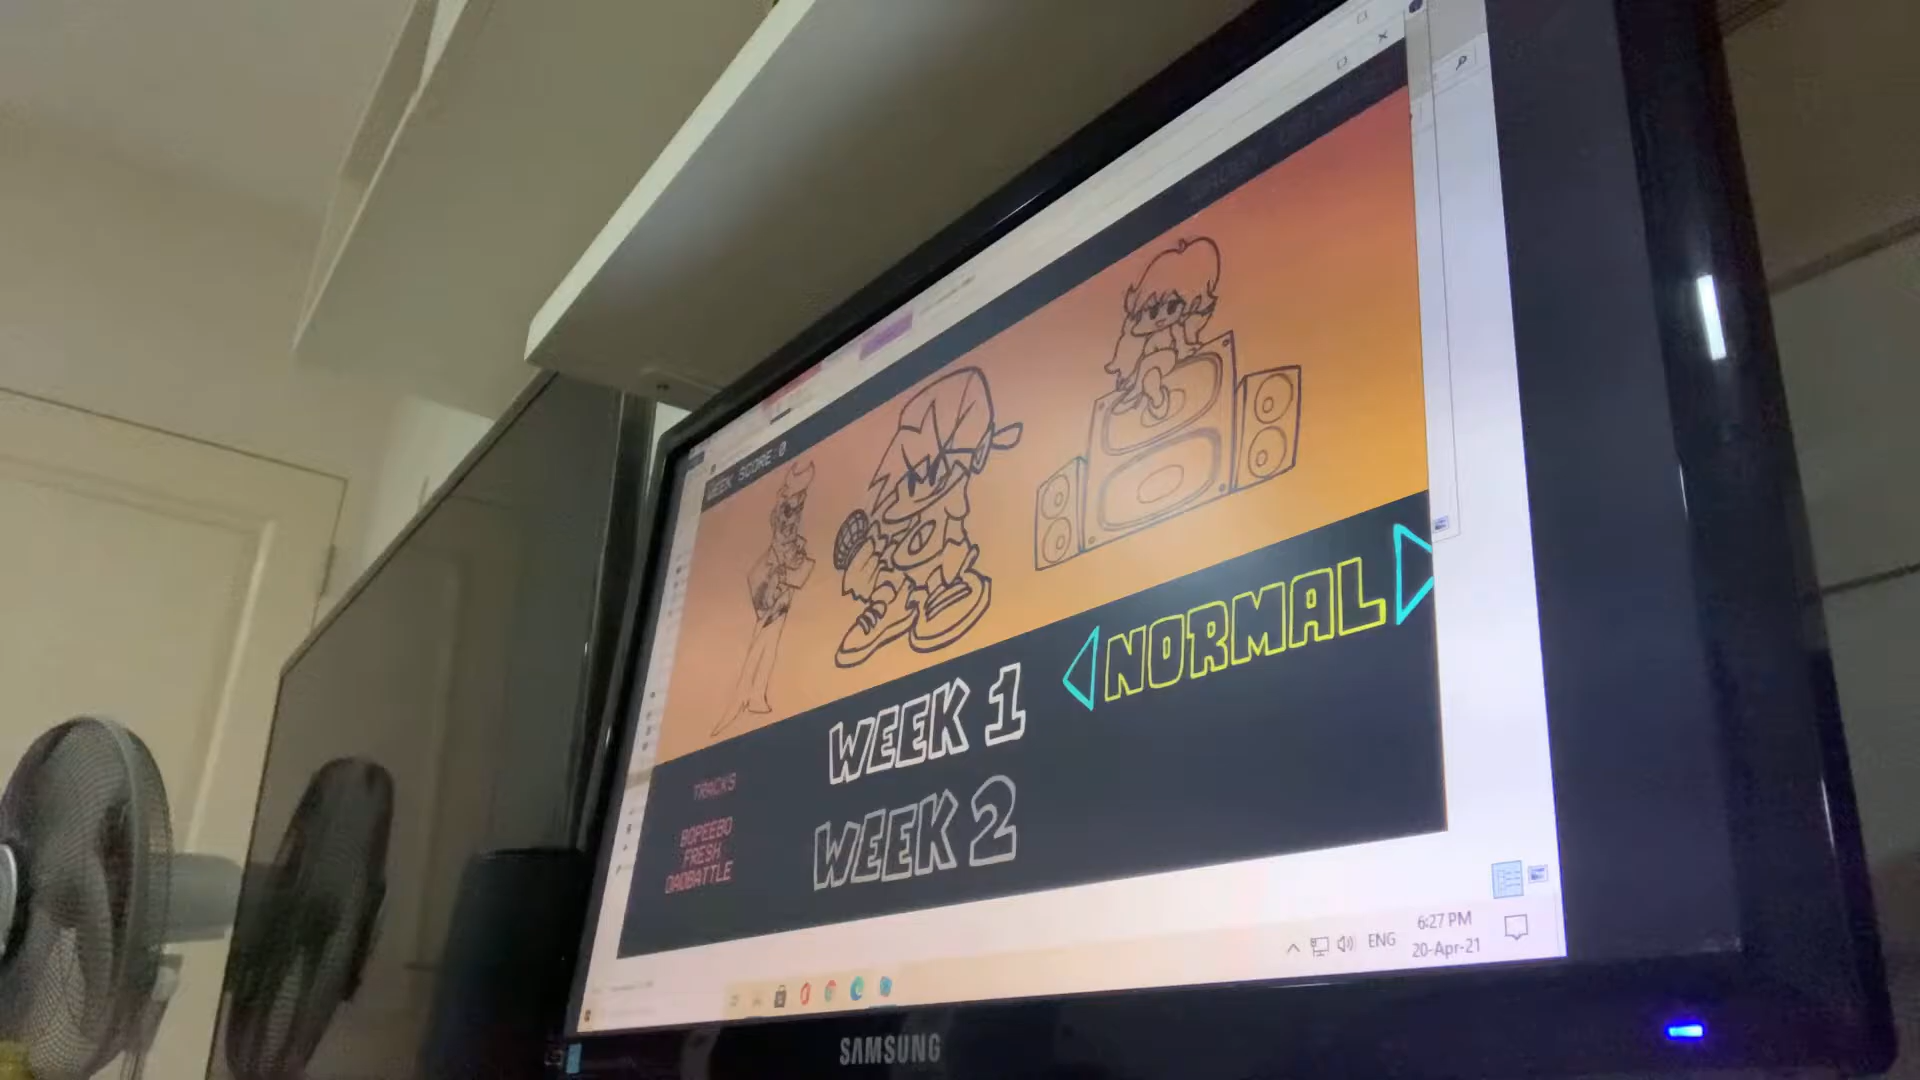 WEEK SCORE:0
NORMAL
WEEK 1
WEEK 2
TRACKS
BOPEEBO
FRESH
DADBATTLE
ENG
6:27 PM
20-Apr-21
SAMSUNG